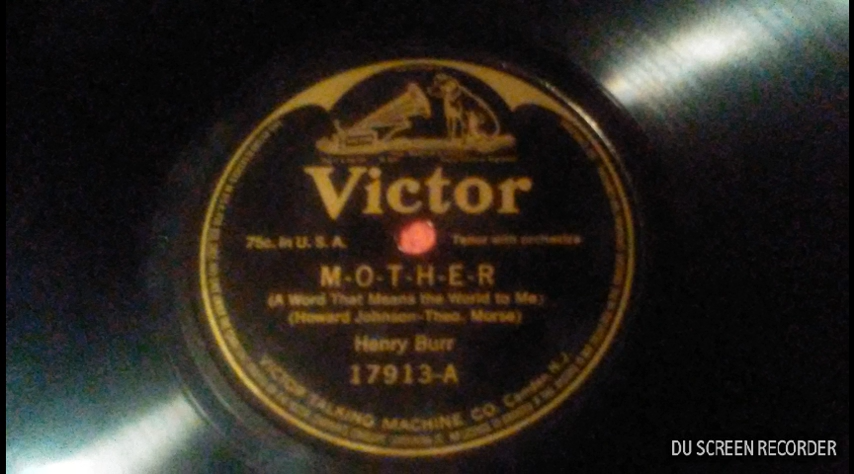 Victor
75c. in U. S. A. Tenor with orchestra
M-O-T-H-E-R
(A Word That Means the World to Me)
(Howard Johnson-Theo. Morse)
Henry Burr
17913-A
VICTOR TALKING MACHINE CO. Camden, N.J.
DU SCREEN RECORDER